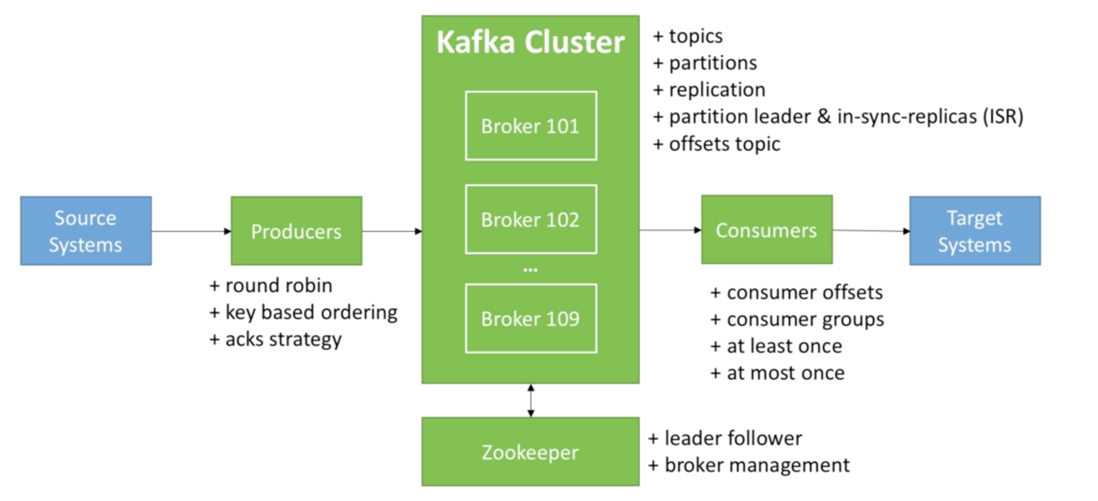 Kafka Cluster
+ topics
+ partitions
+ replication
+ partition leader & in-sync-replicas (ISR)
+ offsets topic
Broker 101
Broker 102
...
Broker 109
Source
Systems
Producers
+ round robin
+ key based ordering
+ acks strategy
Consumers
+ consumer offsets
+ consumer groups
+ at least once
+ at most once
Target
Systems
Zookeeper
+ leader follower
+ broker management